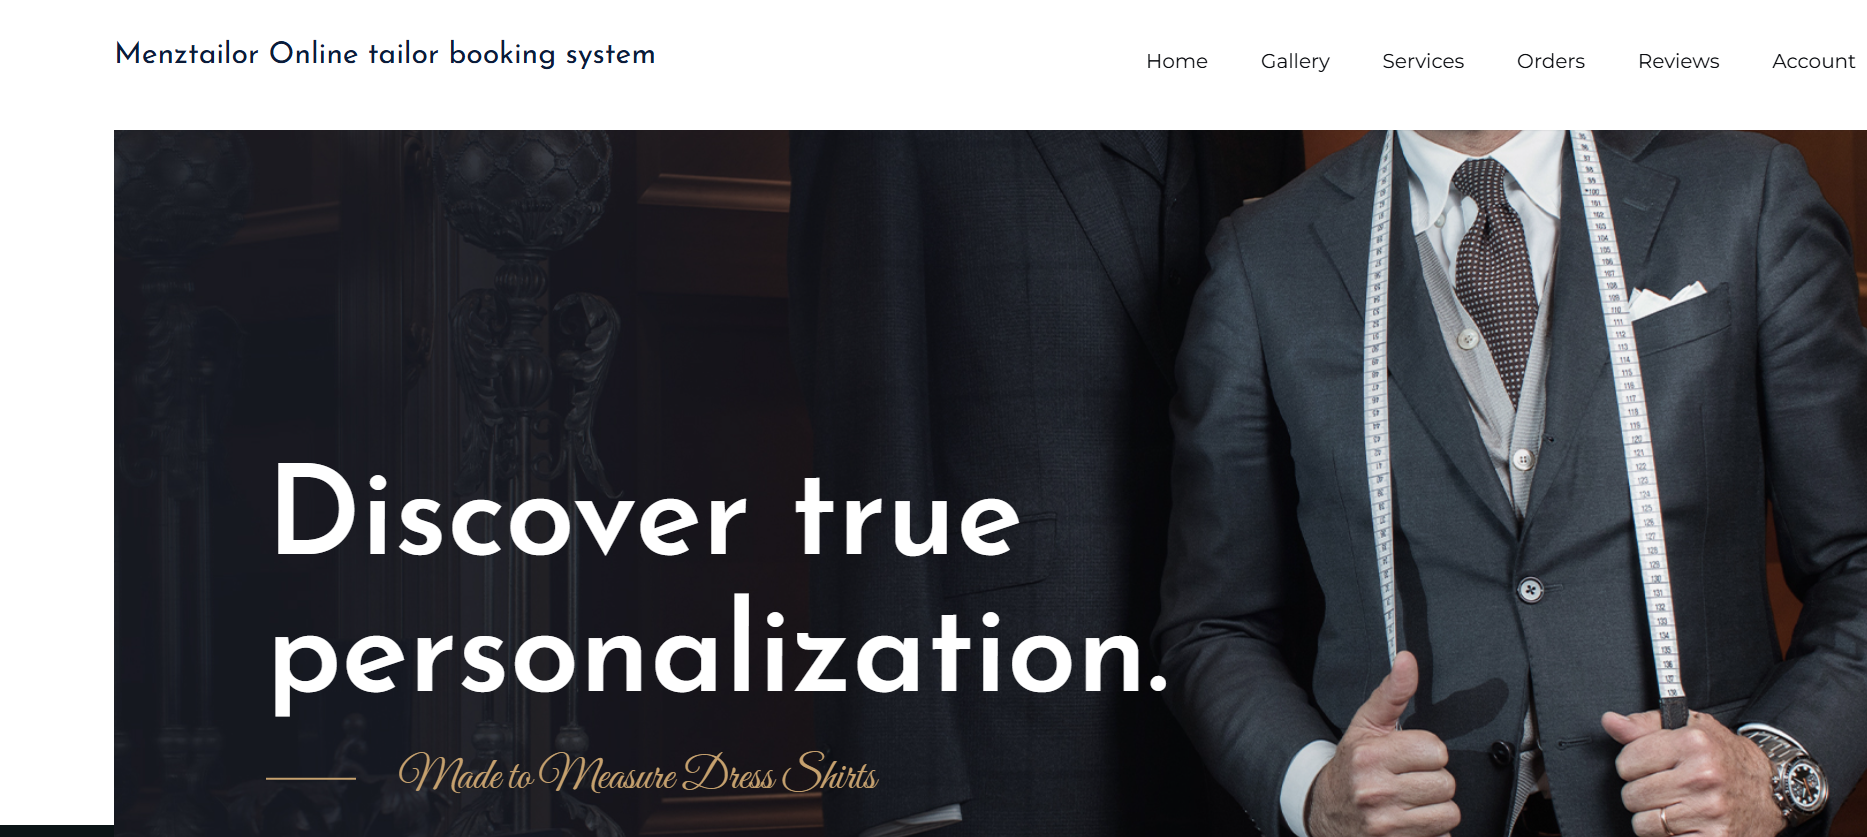 Menztailor Online tailor booking system
Home Gallery Services Orders Reviews Account
Discover true
personalization.
Made to Measure Dress Shirts